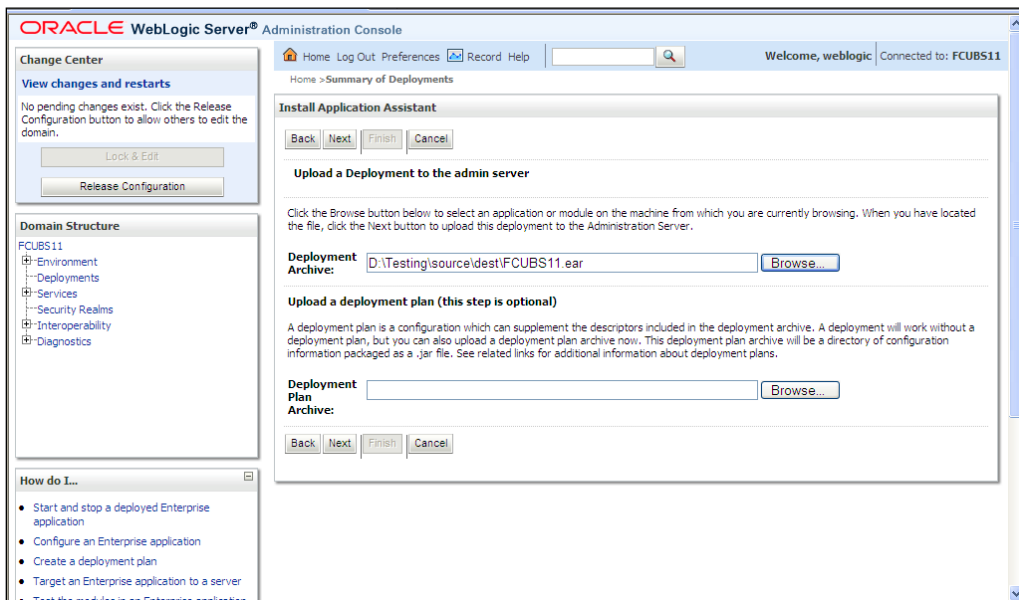 ORACLE WebLogic Server® Administration Console
Change Center
View changes and restarts
No pending changes exist. Click the Release
Configuration button to allow others to edit the
domain.
Lock & Edit
Release Configuration
Domain Structure
FCUBS11
Environment
Deployments
Services
Security Realms
Interoperability
Diagnostics
How do I...
Start and stop a deployed Enterprise
application
Configure an Enterprise application
Create a deployment plan
Target an Enterprise application to a server
Test the modules in an Enterprise application
Home Log Out Preferences Record Help
Welcome, weblogic Connected to: FCUBS11
Home >Summary of Deployments
Install Application Assistant
Back Next Finish Cancel
Upload a Deployment to the admin server
Click the Browse button below to select an application or module on the machine from which you are currently browsing. When you have located
the file, click the Next button to upload this deployment to the Administration Server.
Deployment
Archive:
D:\Testing\source\dest\FCUBS11.ear
Browse...
Upload a deployment plan (this step is optional)
A deployment plan is a configuration which can supplement the descriptors included in the deployment archive. A deployment will work without a
deployment plan, but you can also upload a deployment plan archive now. This deployment plan archive will be a directory of configuration
information packaged as a .jar file. See related links for additional information about deployment plans.
Deployment
Plan
Archive:
Browse...
Back Next Finish Cancel